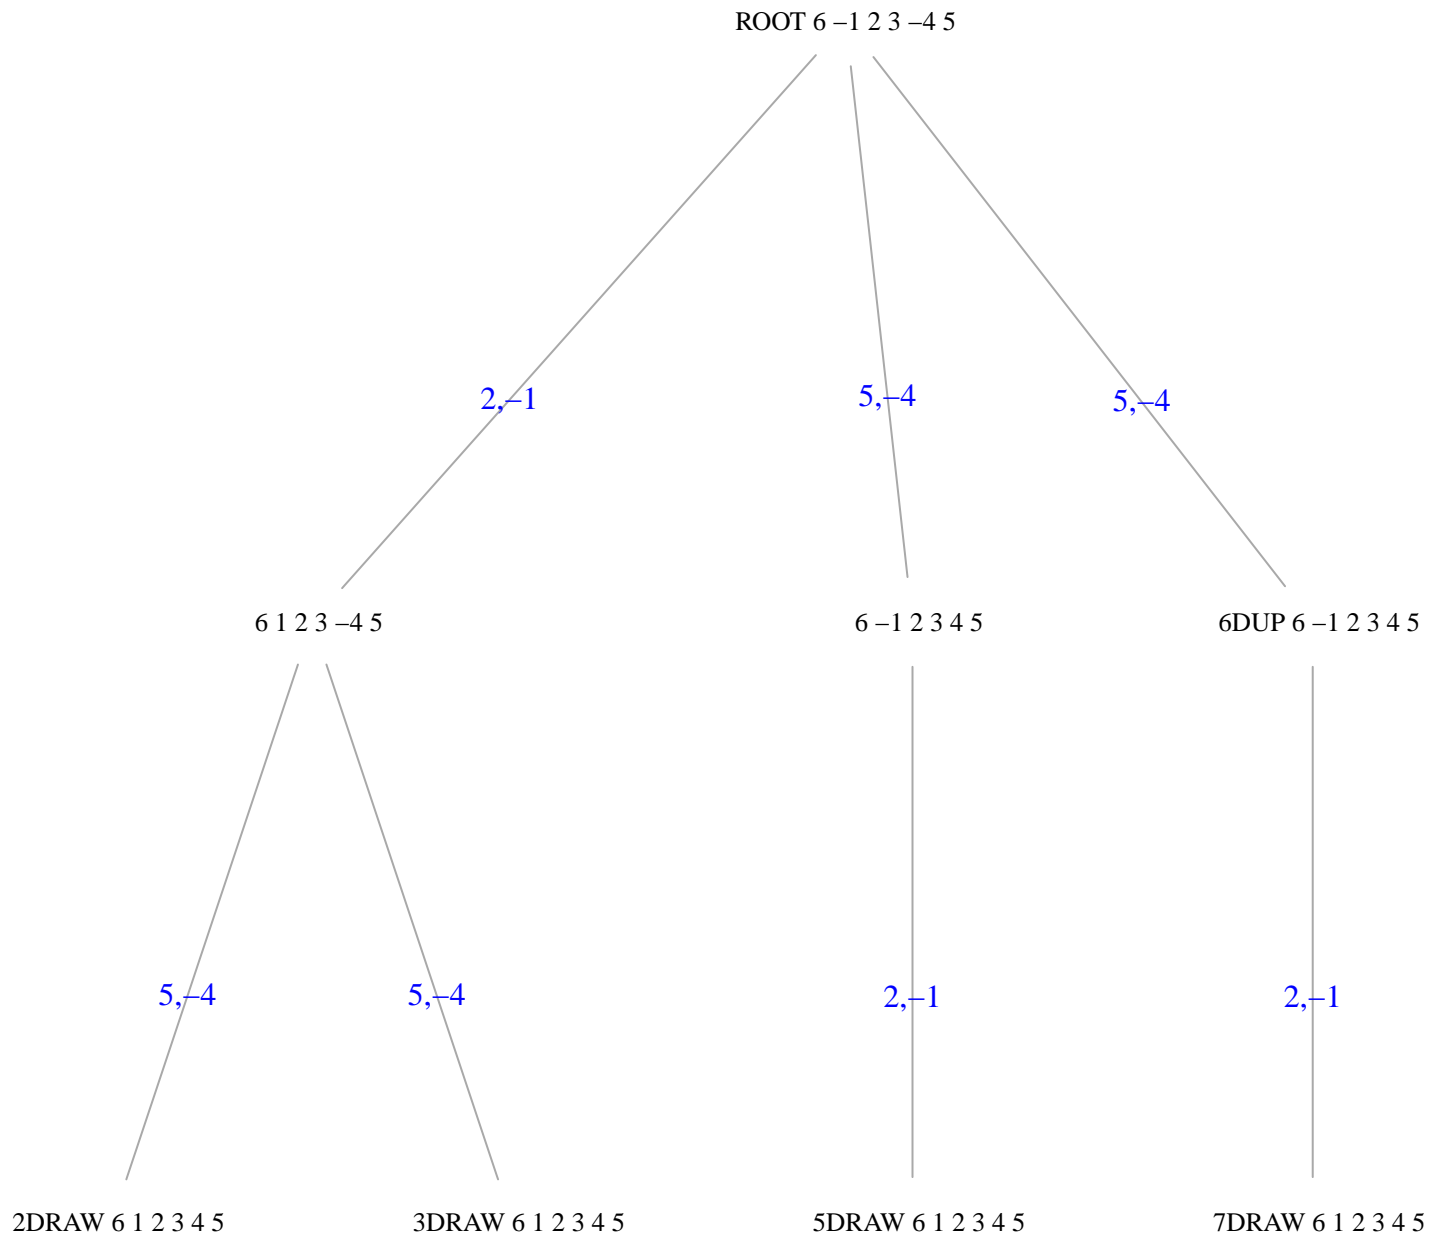 ROOT 6 –1 2 3 –4 5
2,–1
5,–4
5,–4
6 1 2 3 –4 5
6 –1 2 3 4 5
6DUP 6 –1 2 3 4 5
5,–4
5,–4
2,–1
2,–1
2DRAW 6 1 2 3 4 5
3DRAW 6 1 2 3 4 5
5DRAW 6 1 2 3 4 5
7DRAW 6 1 2 3 4 5